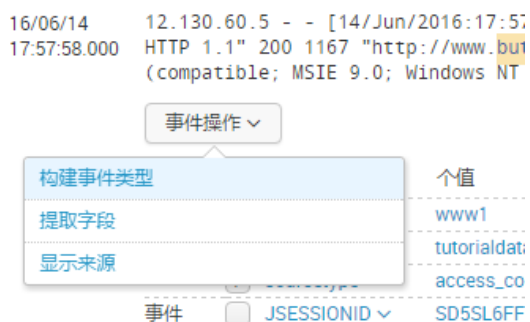 16/06/14
17:57:58.000
12.130.60.5 - - [14/Jun/2016:17:57
HTTP 1.1" 200 1167 "http://www.but
(compatible; MSIE 9.0; Windows NT
事件操作
构建事件类型
提取字段
显示来源
个值
www1
tutorialdata
access_co
事件
JSESSIONID
SD5SL6FF